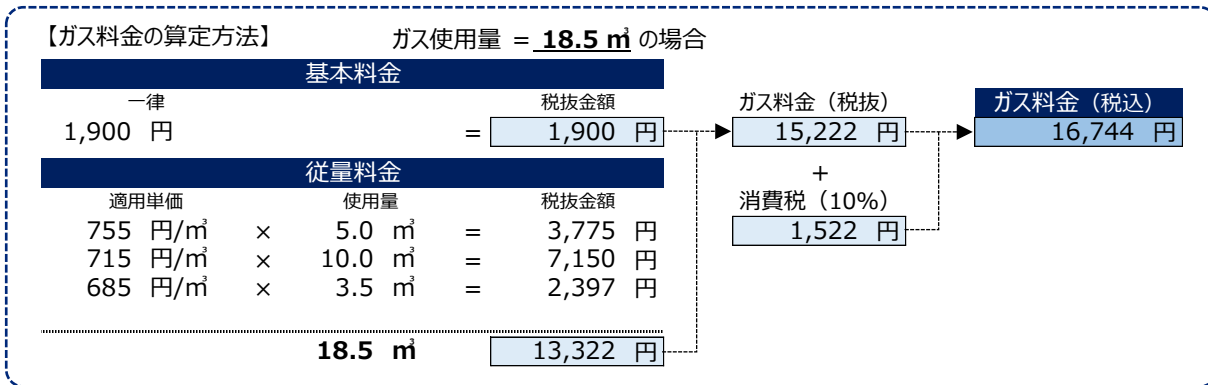 【ガス料金の算定方法】 ガス使用量 = 18.5 ㎥ の場合
基本料金
一律 税抜金額
1,900 円 = 1,900 円
従量料金
適用単価 使用量 税抜金額
755 円/㎥ × 5.0 ㎥ = 3,775 円
715 円/㎥ × 10.0 ㎥ = 7,150 円
685 円/㎥ × 3.5 ㎥ = 2,397 円
18.5 ㎥ 13,322 円
ガス料金（税抜）
15,222 円
+
消費税（10%）
1,522 円
ガス料金（税込）
16,744 円